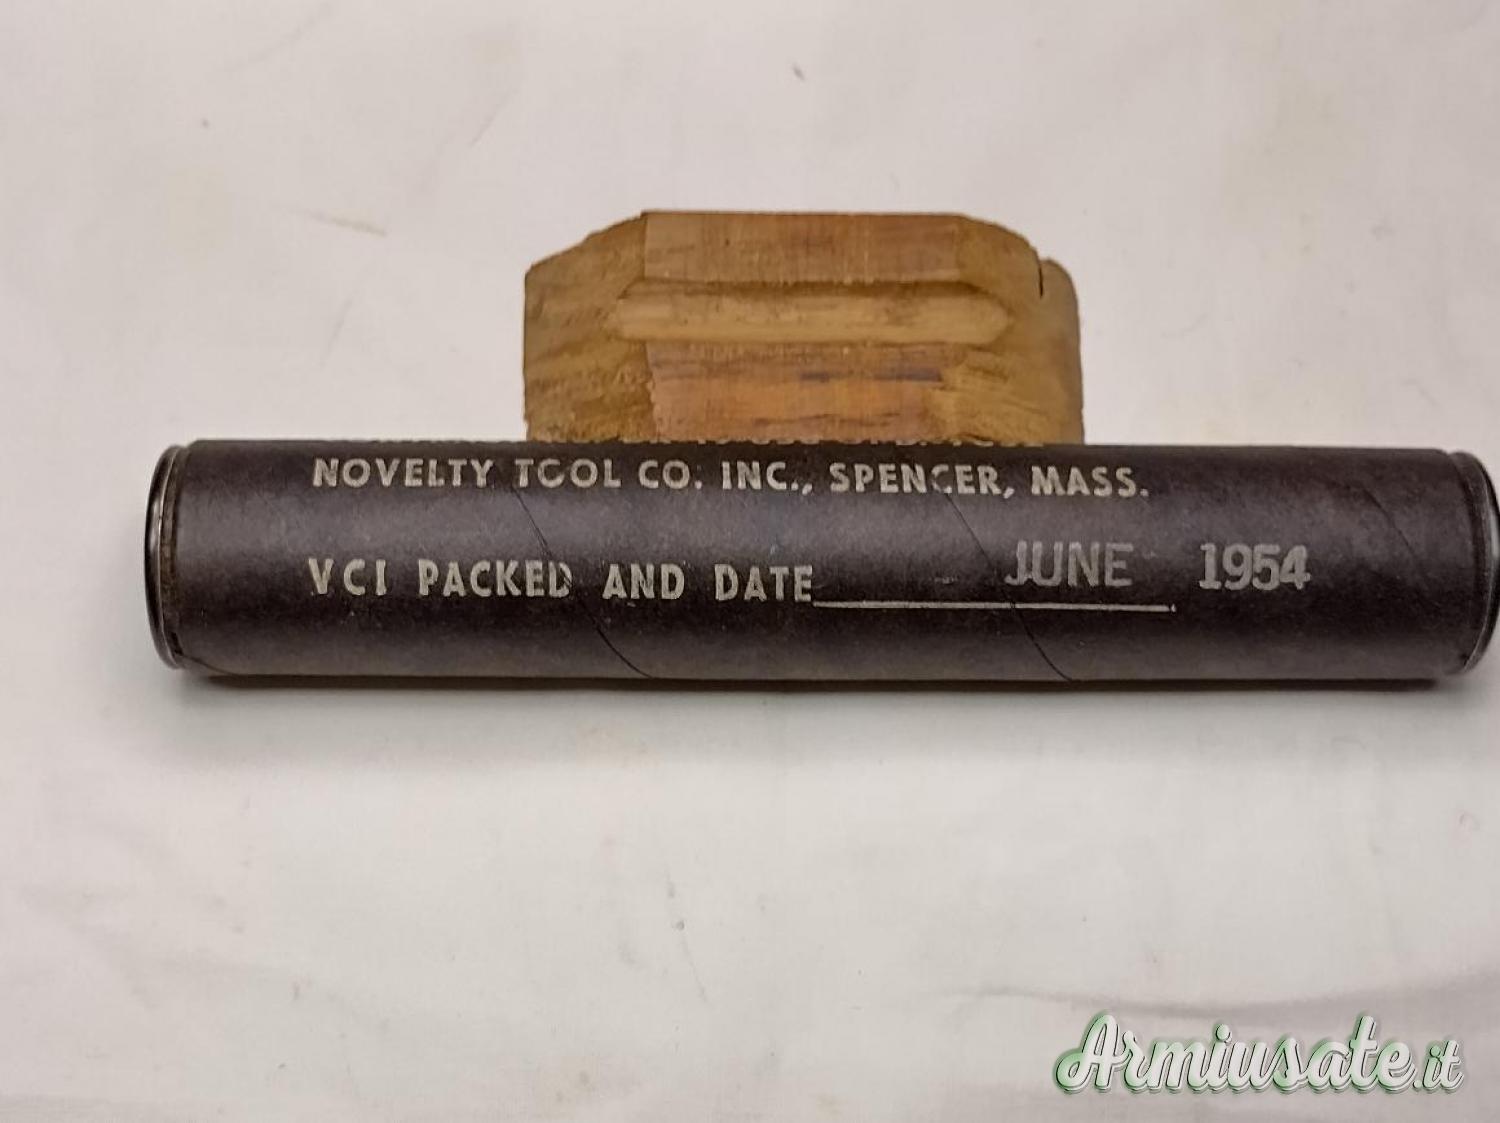 NOVELTY TOOL CO. INC., SPENCER, MASS.
VCI PACKED AND DATE JUNE 1954
Armiusate.it